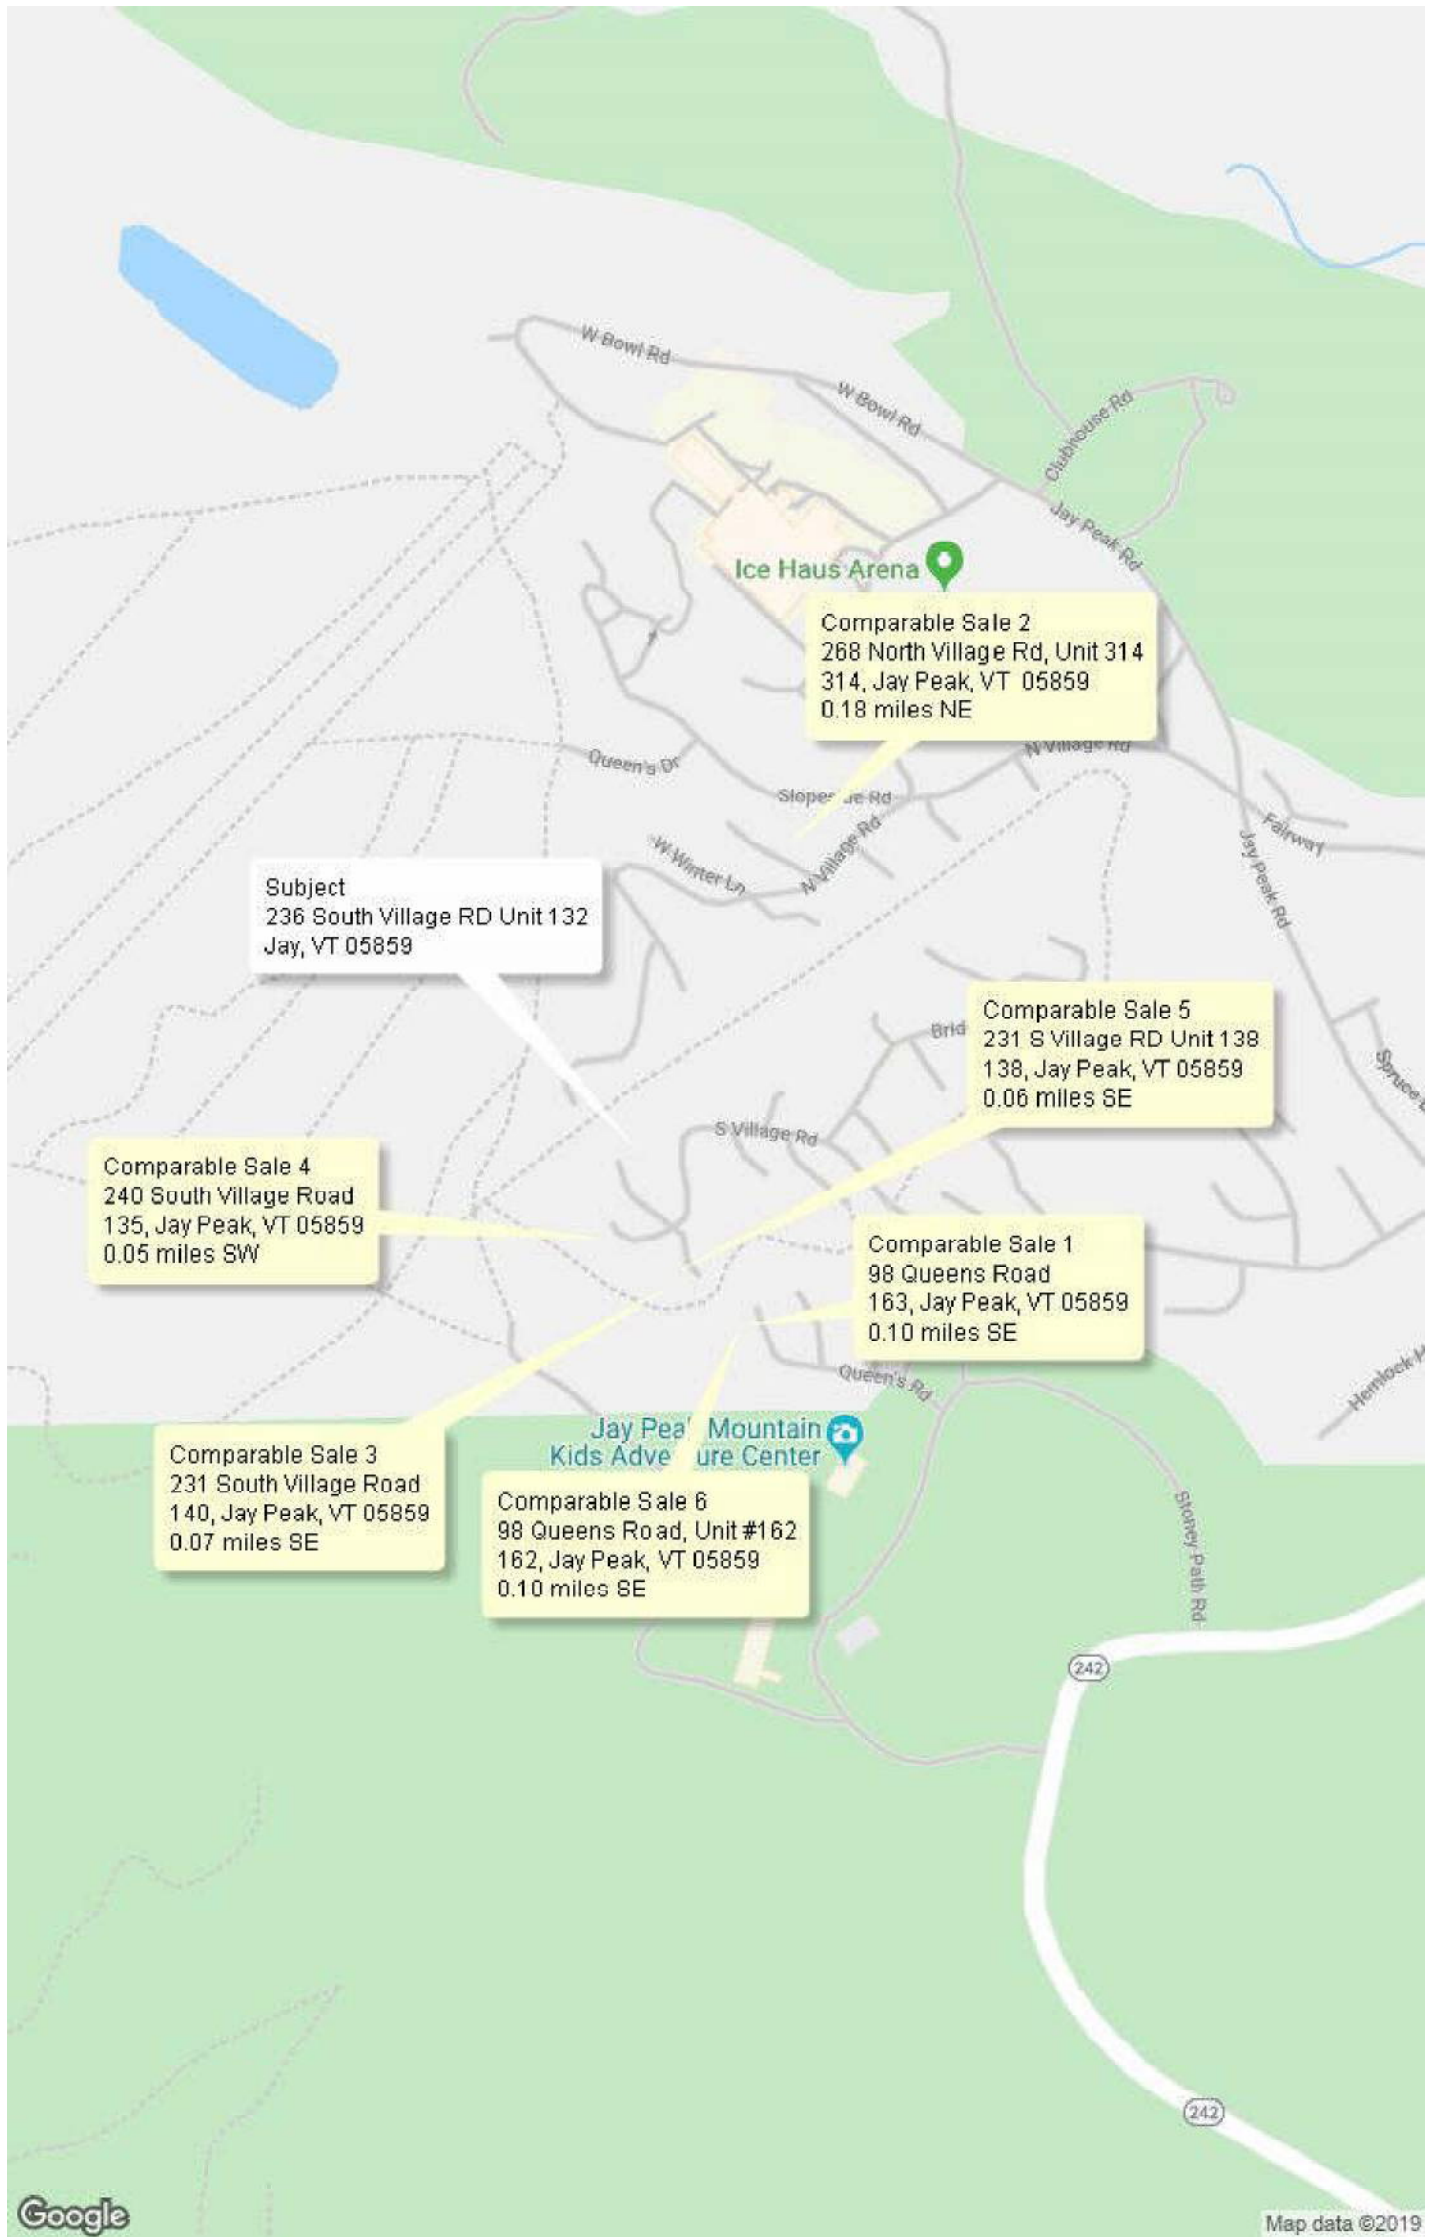 W Bowl Rd
W Bowl Rd
Clubhouse Rd
Jay Peak Rd
Ice Haus Arena
Comparable Sale 2
268 North Village Rd, Unit 314
314, Jay Peak, VT 05859
0.18 miles NE
N Village Rd
Queen's Dr
Rd
Fairway
N Village Rd
W Winter Ln
Jay Peak Rd
Subject
236 South Village RD Unit 132
Jay, VT 05859
Comparable Sale 5
231 S Village RD Unit 138
138, Jay Peak, VT 05859
0.06 miles SE
Spruce
S Village Rd
Comparable Sale 4
240 South Village Road
135, Jay Peak, VT 05859
0.05 miles SW
Comparable Sale 1
98 Queens Road
163, Jay Peak, VT 05859
0.10 miles SE
Queen's Rd
Hemlock
Jay Mountain
Kids Center
Comparable Sale 3
231 South Village Road
140, Jay Peak, VT 05859
0.07 miles SE
Comparable Sale 6
98 Queens Road, Unit #162
162, Jay Peak, VT 05859
0.10 miles SE
Stoney Path Rd
242
242
Google
Map data ©2019